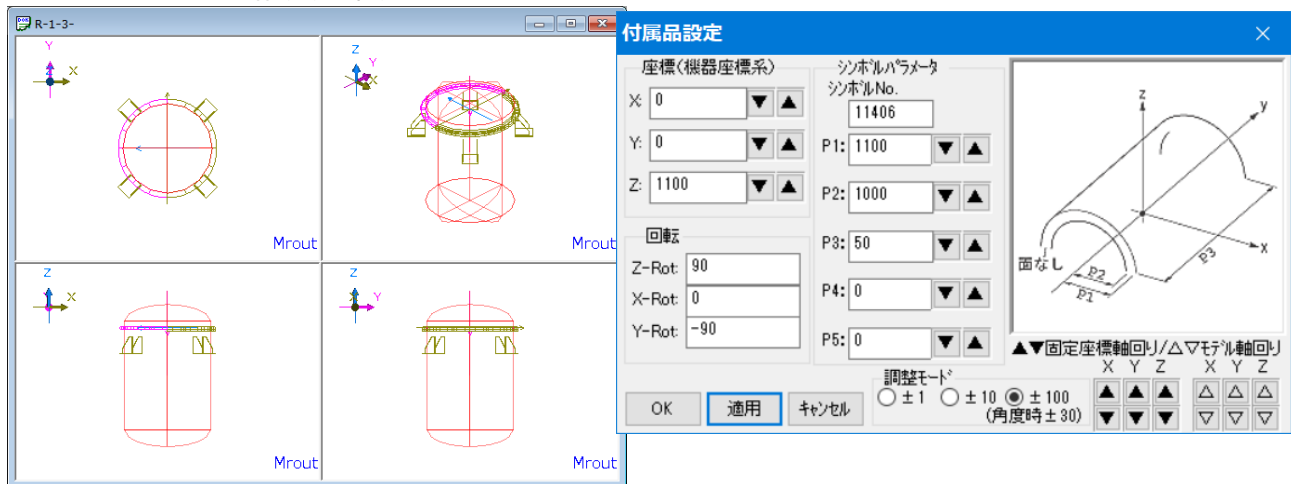 R-1-3-
Y
X
Z
Y
X
Mrout
Mrout
Z
X
Z
Y
Mrout
Mrout
付属品設定
座標(機器座標系)
X: 0
Y: 0
Z: 1100
回転
Z-Rot: 90
X-Rot: 0
Y-Rot: -90
シンボルパラメータ
シンボルNo.
11406
P1: 1100
P2: 1000
P3: 50
P4: 0
P5: 0
z
y
x
面なし
P2
P1
P3
▲▼固定座標軸回り/△▽モデル軸回り
X Y Z X Y Z
調整モード
±1 ±10 ±100
(角度時±30)
OK 適用 キャンセル